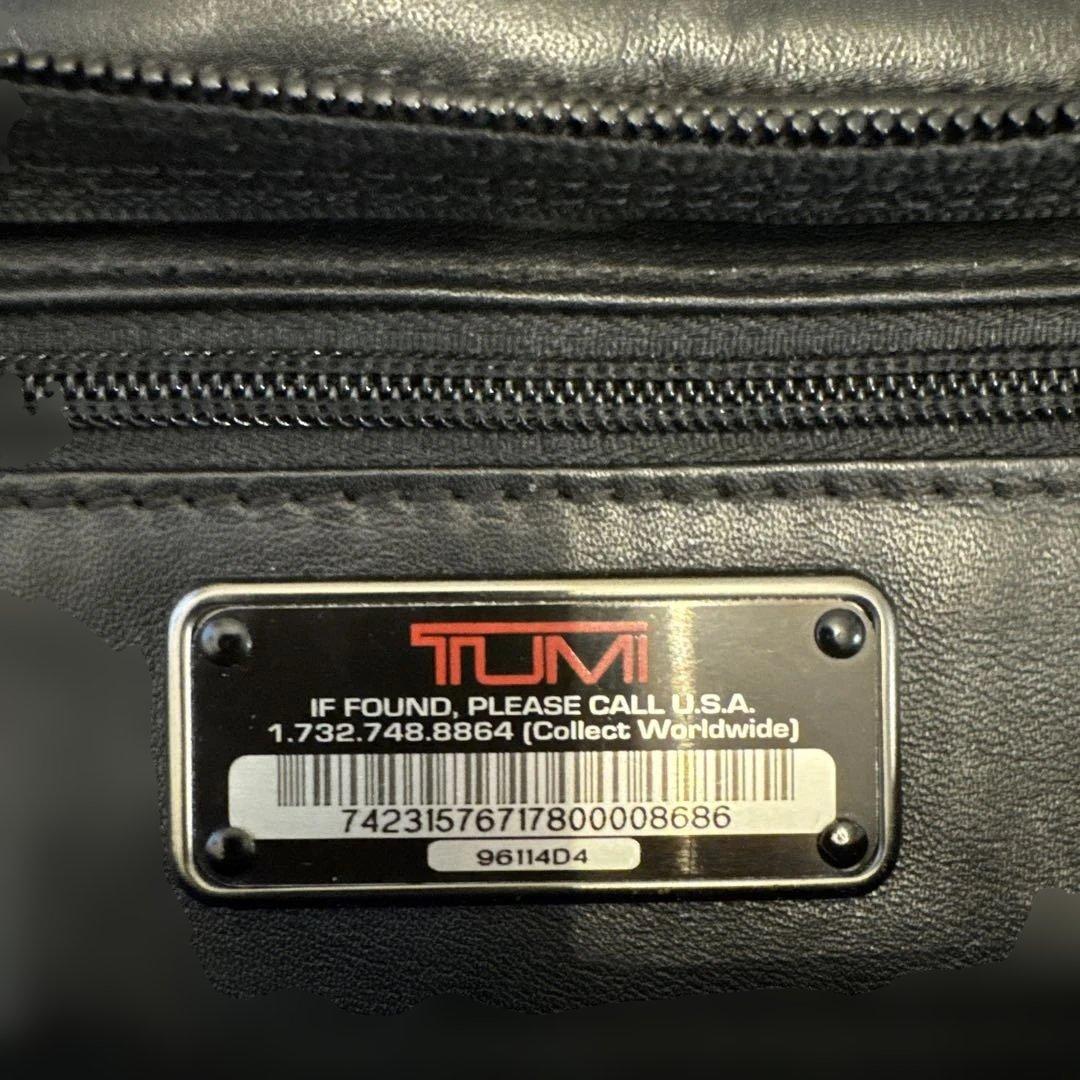 TUMI
IF FOUND, PLEASE CALL U.S.A.
1.732.748.8864 (Collect Worldwide)
74231576717800008686
96114D4